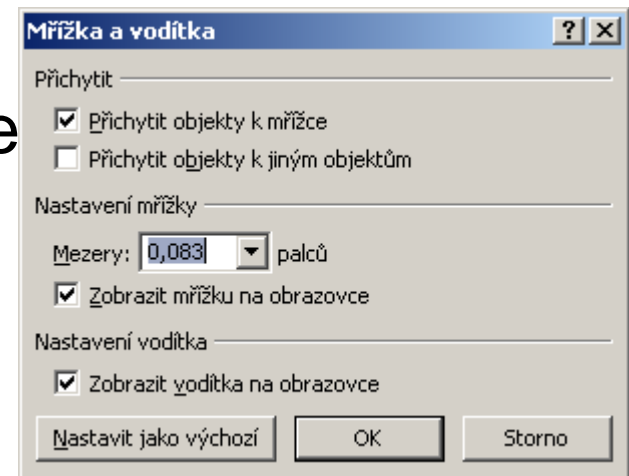 Mřížka a vodítka
Přichytit
e
Přichytit objekty k mřížce
Přichytit objekty k jiným objektům
Nastavení mřížky
Mezery: 0,083 palců
Zobrazit mřížku na obrazovce
Nastavení vodítka
Zobrazit vodítka na obrazovce
Nastavit jako výchozí OK Storno